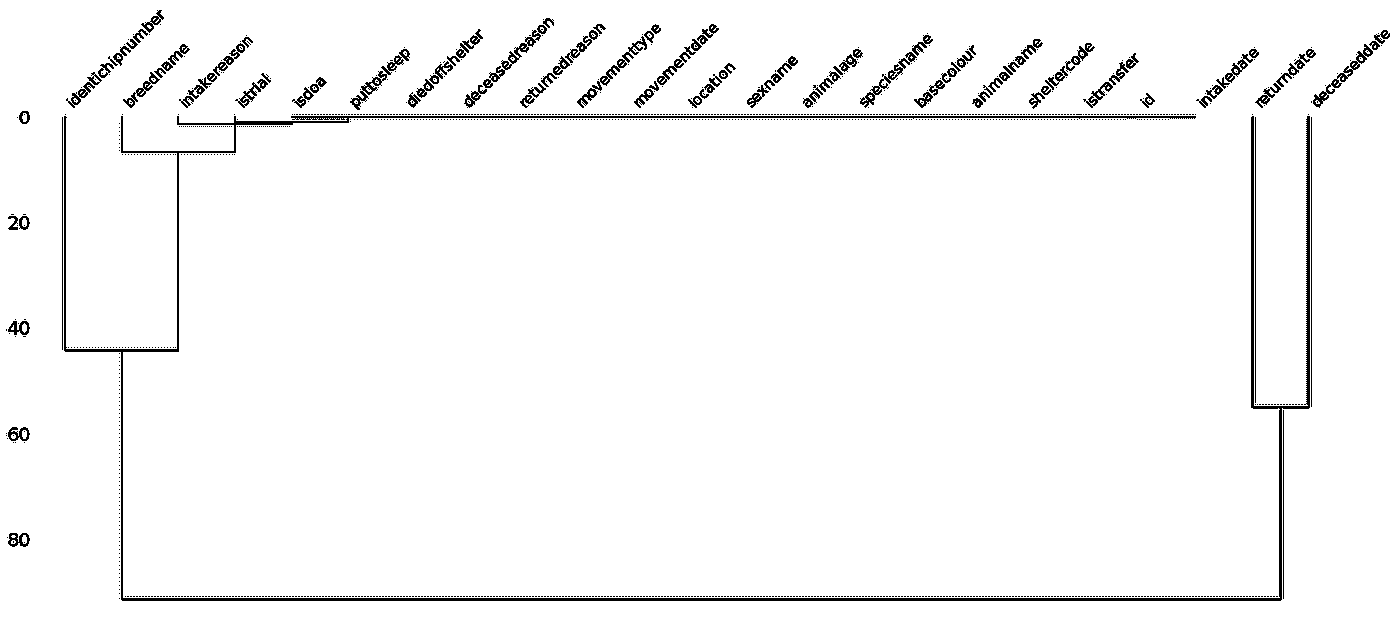 identichipnumber
breedname
intakereason
istrial
isdoa
puttosleep
diedoffshelter
deceasedreason
returnedreason
movementtype
movementdate
location
sexname
animalage
speciesname
basecolour
animalname
sheltercode
istransfer
id
intakedate
returndate
deceaseddate
0
20
40
60
80